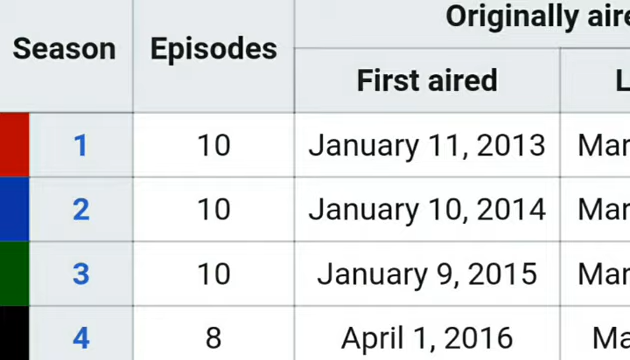 Originally aire
Season Episodes
First aired L
1 10 January 11, 2013 Mar
2 10 January 10, 2014 Mar
3 10 January 9, 2015 Mar
4 8 April 1, 2016 Ma